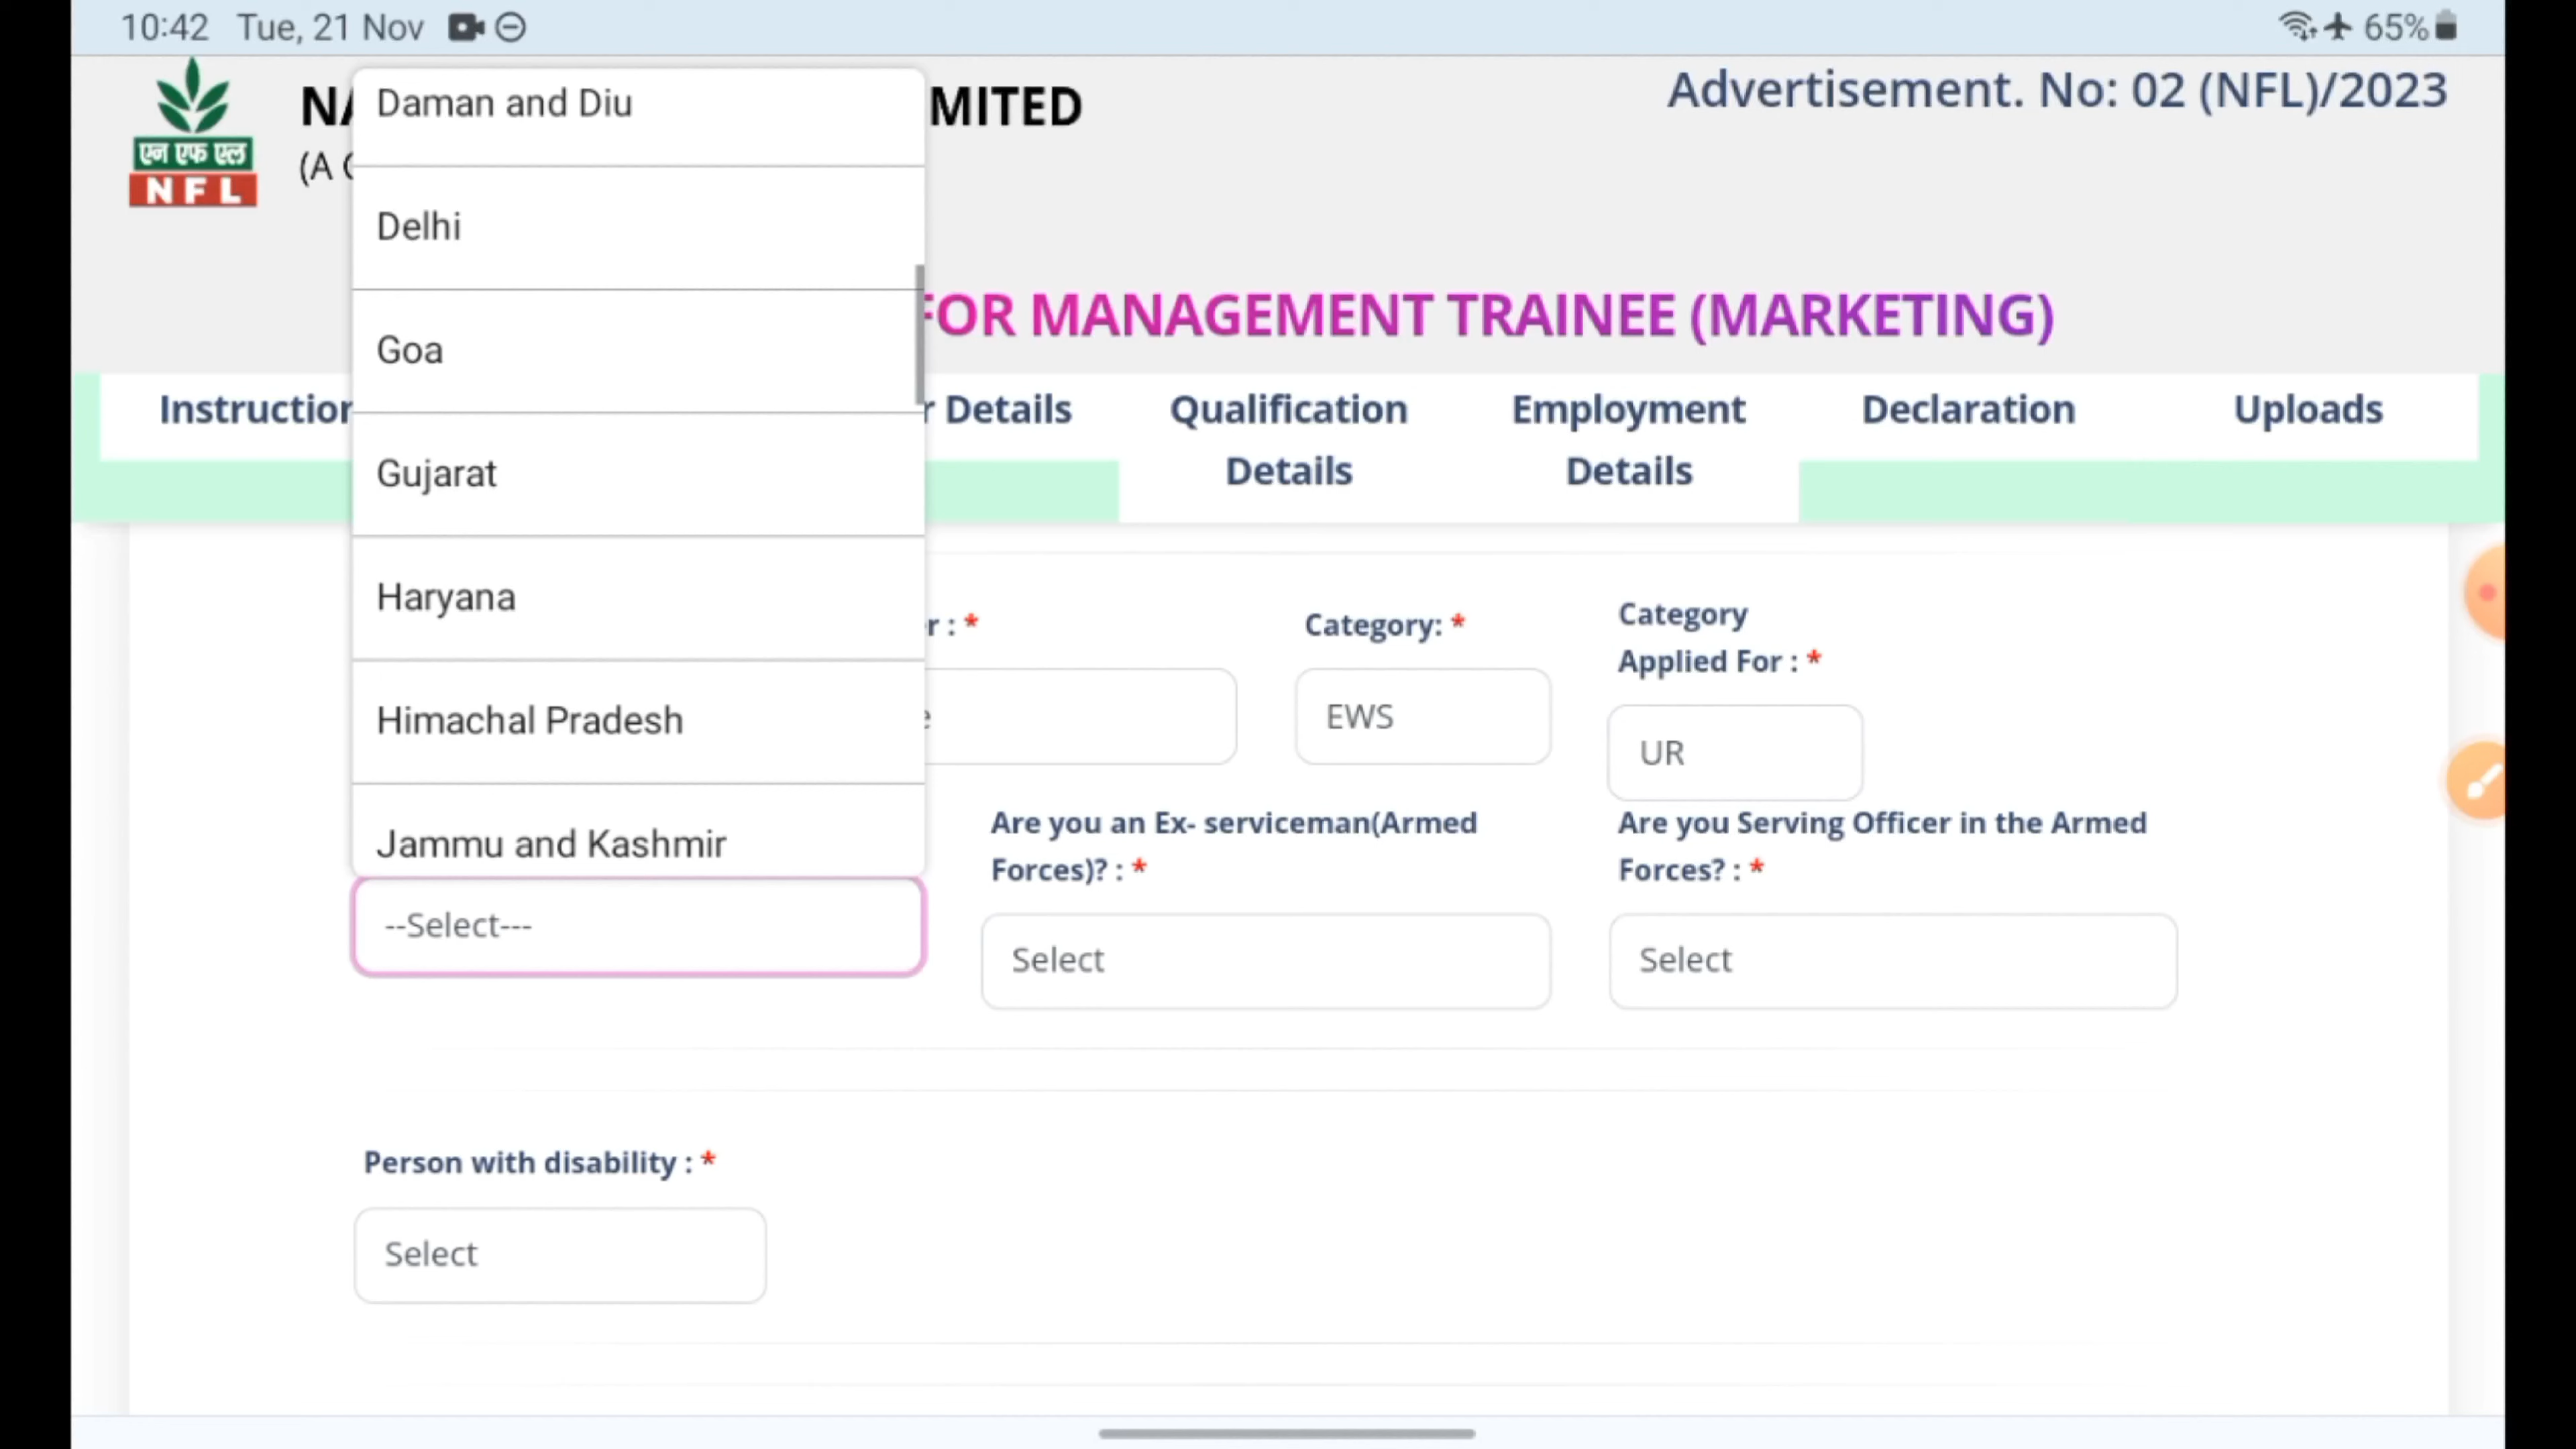 10:42 Tue, 21 Nov 65%
Advertisement. No: 02 (NFL)/2023
एन एफ एल
NFL
MITED
(A
FOR MANAGEMENT TRAINEE (MARKETING)
Details
Qualification
Details
Employment
Details
Declaration
Uploads
Daman and Diu
Delhi
Goa
Gujarat
Haryana
Himachal Pradesh
Jammu and Kashmir
--Select---
r : *
Category: *
EWS
Category
Applied For : *
UR
Are you an Ex- serviceman(Armed
Forces)? : *
Select
Are you Serving Officer in the Armed
Forces? : *
Select
Person with disability : *
Select